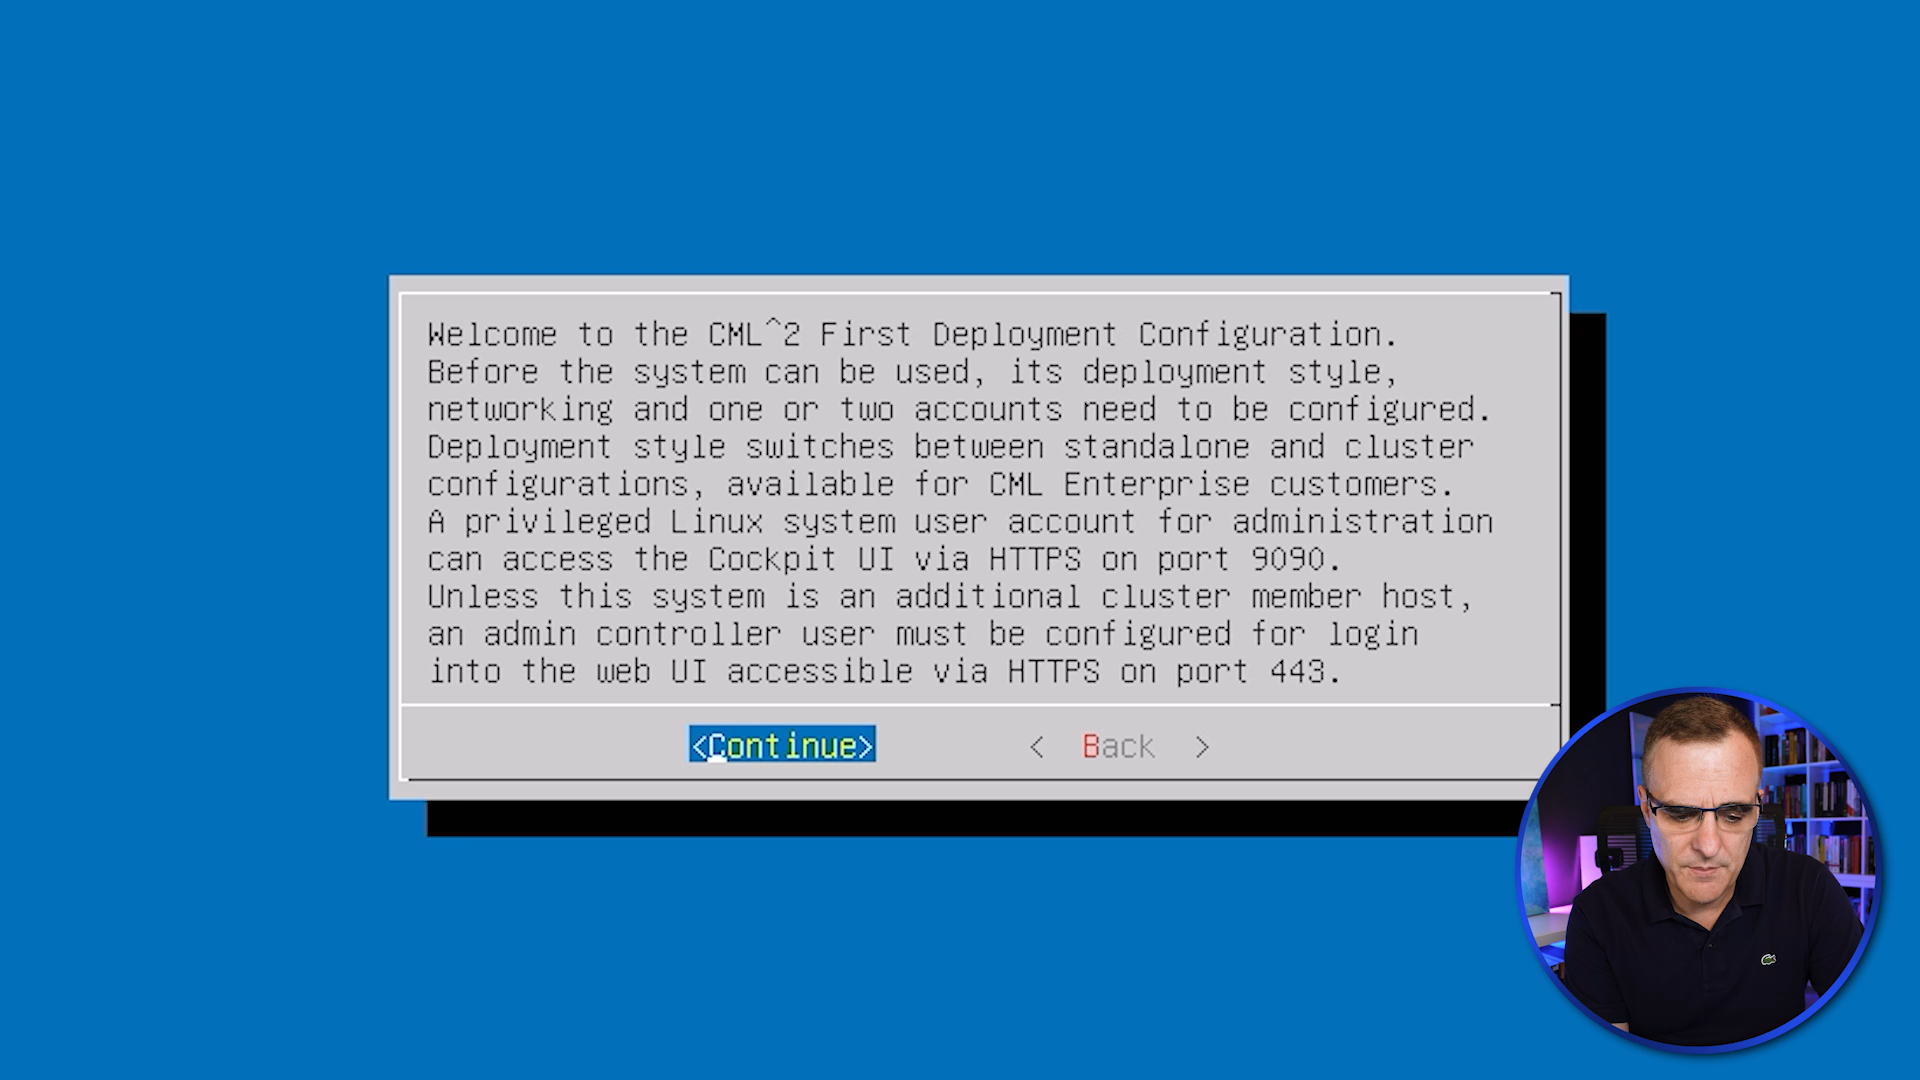 Welcome to the CML^2 First Deployment Configuration.
Before the system can be used, its deployment style,
networking and one or two accounts need to be configured.
Deployment style switches between standalone and cluster
configurations, available for CML Enterprise customers.
A privileged Linux system user account for administration
can access the Cockpit UI via HTTPS on port 9090.
Unless this system is an additional cluster member host,
an admin controller user must be configured for login
into the web UI accessible via HTTPS on port 443.
<Continue> < Back >